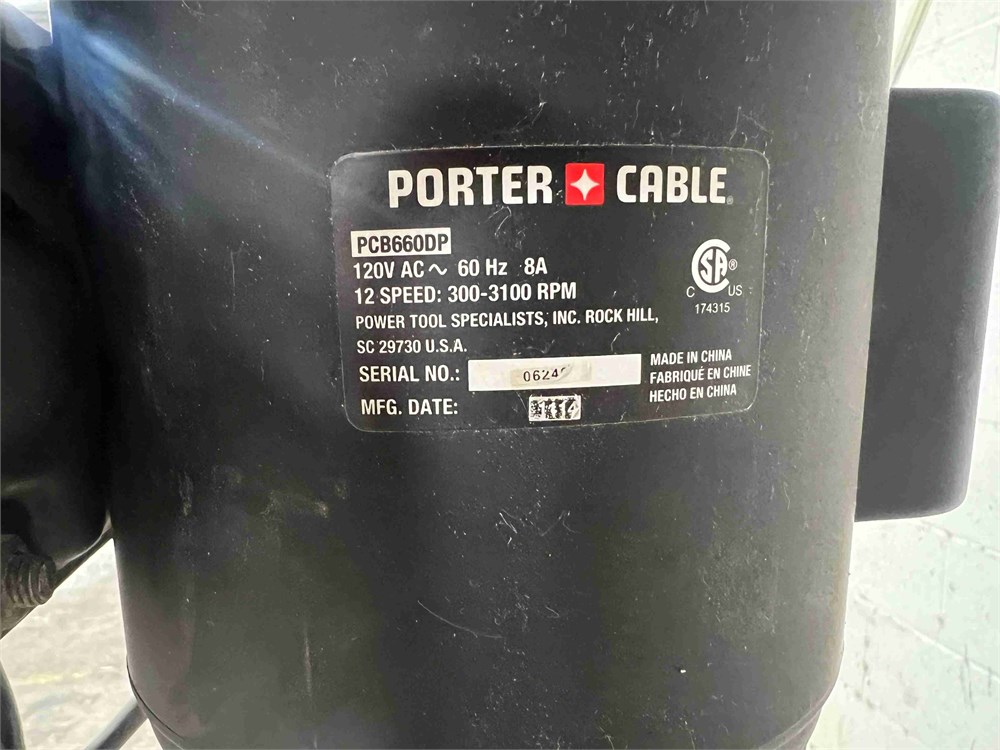 PORTER CABLE®
PCB660DP
120V AC ~ 60 Hz 8A
12 SPEED: 300-3100 RPM
POWER TOOL SPECIALISTS, INC. ROCK HILL,
SC 29730 U.S.A.
SERIAL NO.:
MFG. DATE:
CSA®
C US
174315
MADE IN CHINA
FABRIQUÉ EN CHINE
HECHO EN CHINA